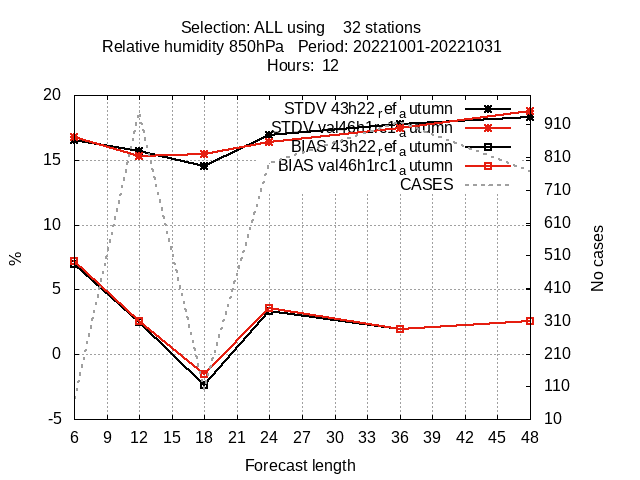 Selection: ALL using    32 stations
Relative humidity 850hPa   Period: 20221001-20221031
Hours:  12
STDV 43h22_ref_autumn
STDV val46h1rc1_autumn
BIAS 43h22_ref_autumn
BIAS val46h1rc1_autumn
CASES
20
15
10
5
0
-5
%
910
810
710
610
510
410
310
210
110
10
No cases
6 9 12 15 18 21 24 27 30 33 36 39 42 45 48
Forecast length